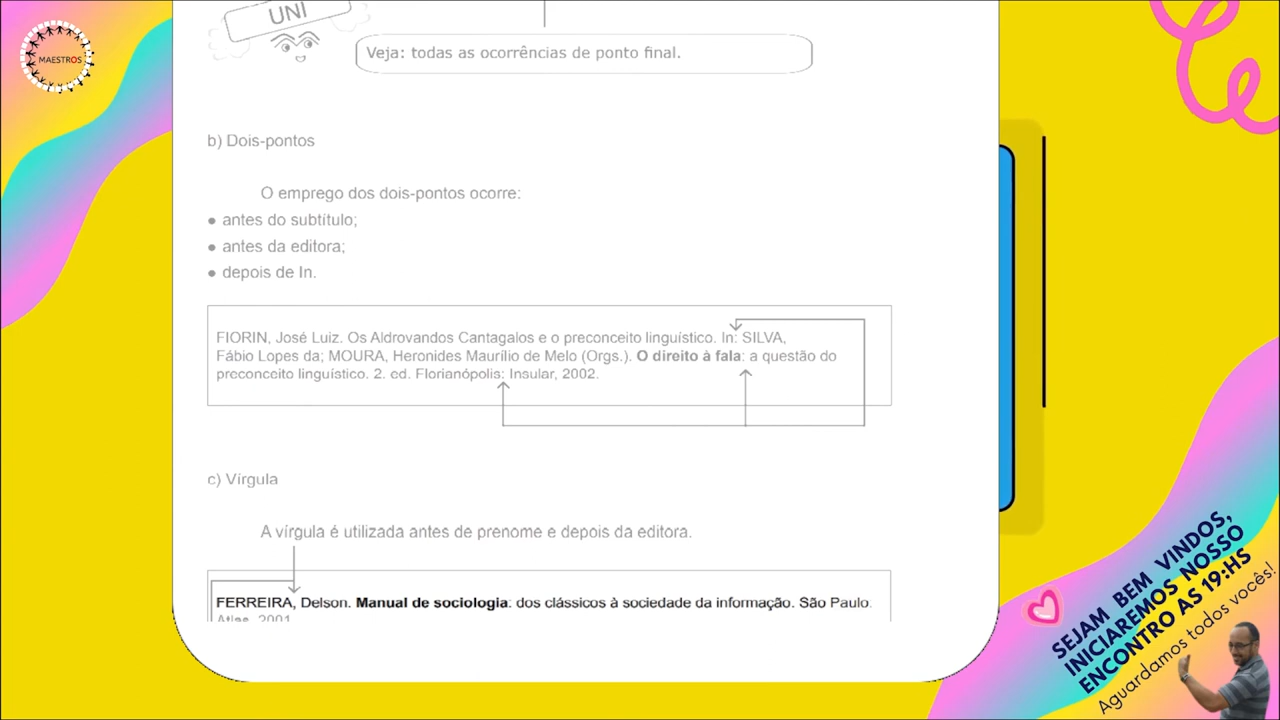 MAESTROS
UNI
Veja: todas as ocorrências de ponto final.
b) Dois-pontos
O emprego dos dois-pontos ocorre:
● antes do subtítulo;
● antes da editora;
● depois de In.
FIORIN, José Luiz. Os Aldrovandos Cantagalos e o preconceito linguístico. In: SILVA,
Fábio Lopes da; MOURA, Heronides Maurílio de Melo (Orgs.). O direito à fala: a questão do
preconceito linguístico. 2. ed. Florianópolis: Insular, 2002.
c) Vírgula
A vírgula é utilizada antes de prenome e depois da editora.
FERREIRA, Delson. Manual de sociologia: dos clássicos à sociedade da informação. São Paulo.
Atlas, 2001
SEJAM BEM VINDOS,
INICIAREMOS NOSSO
ENCONTRO AS 19:HS
Aguardamos todos vocês!